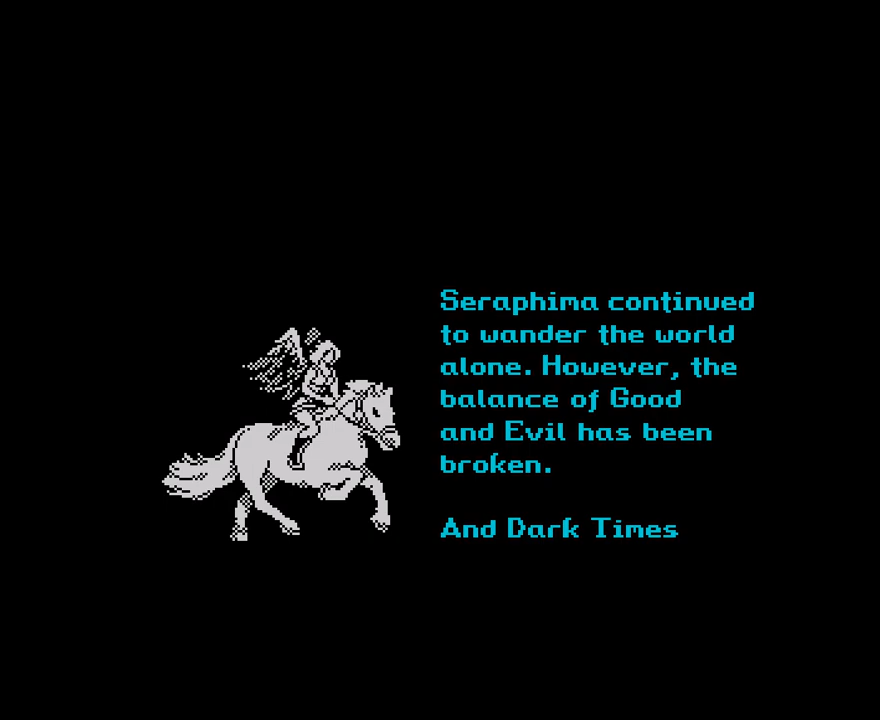 Seraphima continued
to wander the world
alone. However, the
balance of Good
and Evil has been
broken.
And Dark Times